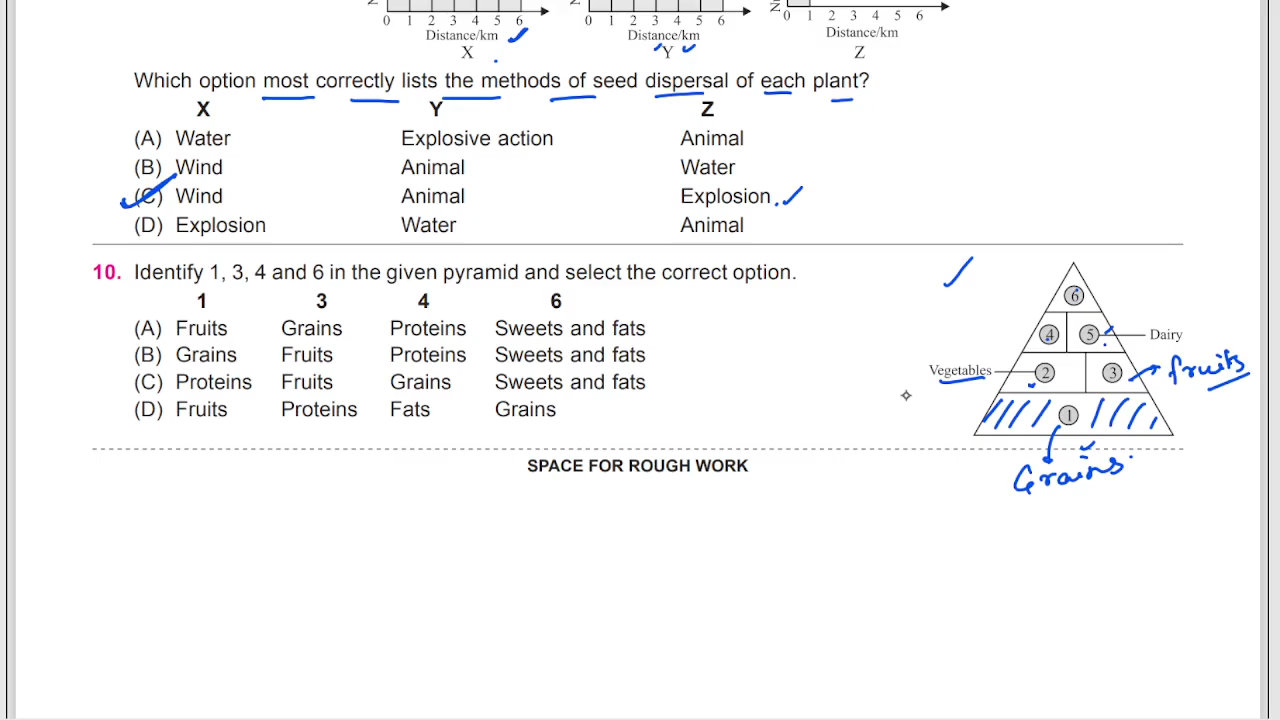 0 1 2 3 4 5 6 0 1 2 3 4 5 6 0 1 2 3 4 5 6
Distance/km Distance/km Distance/km
X Y Z
Which option most correctly lists the methods of seed dispersal of each plant?
X Y Z
(A) Water Explosive action Animal
(B) Wind Animal Water
(C) Wind Animal Explosion
(D) Explosion Water Animal
10. Identify 1, 3, 4 and 6 in the given pyramid and select the correct option.
1 3 4 6
(A) Fruits Grains Proteins Sweets and fats
(B) Grains Fruits Proteins Sweets and fats
(C) Proteins Fruits Grains Sweets and fats
(D) Fruits Proteins Fats Grains
6
4 5 Dairy
Vegetables 2 3 fruits
1
Grains
SPACE FOR ROUGH WORK